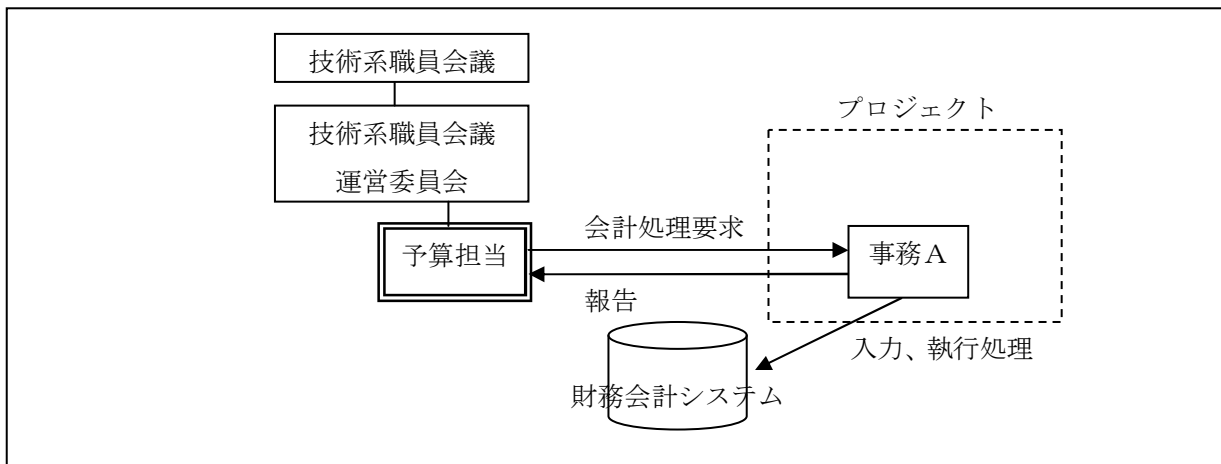 技術系職員会議
技術系職員会議
運営委員会
プロジェクト
会計処理要求
予算担当
事務A
報告
入力、執行処理
財務会計システム